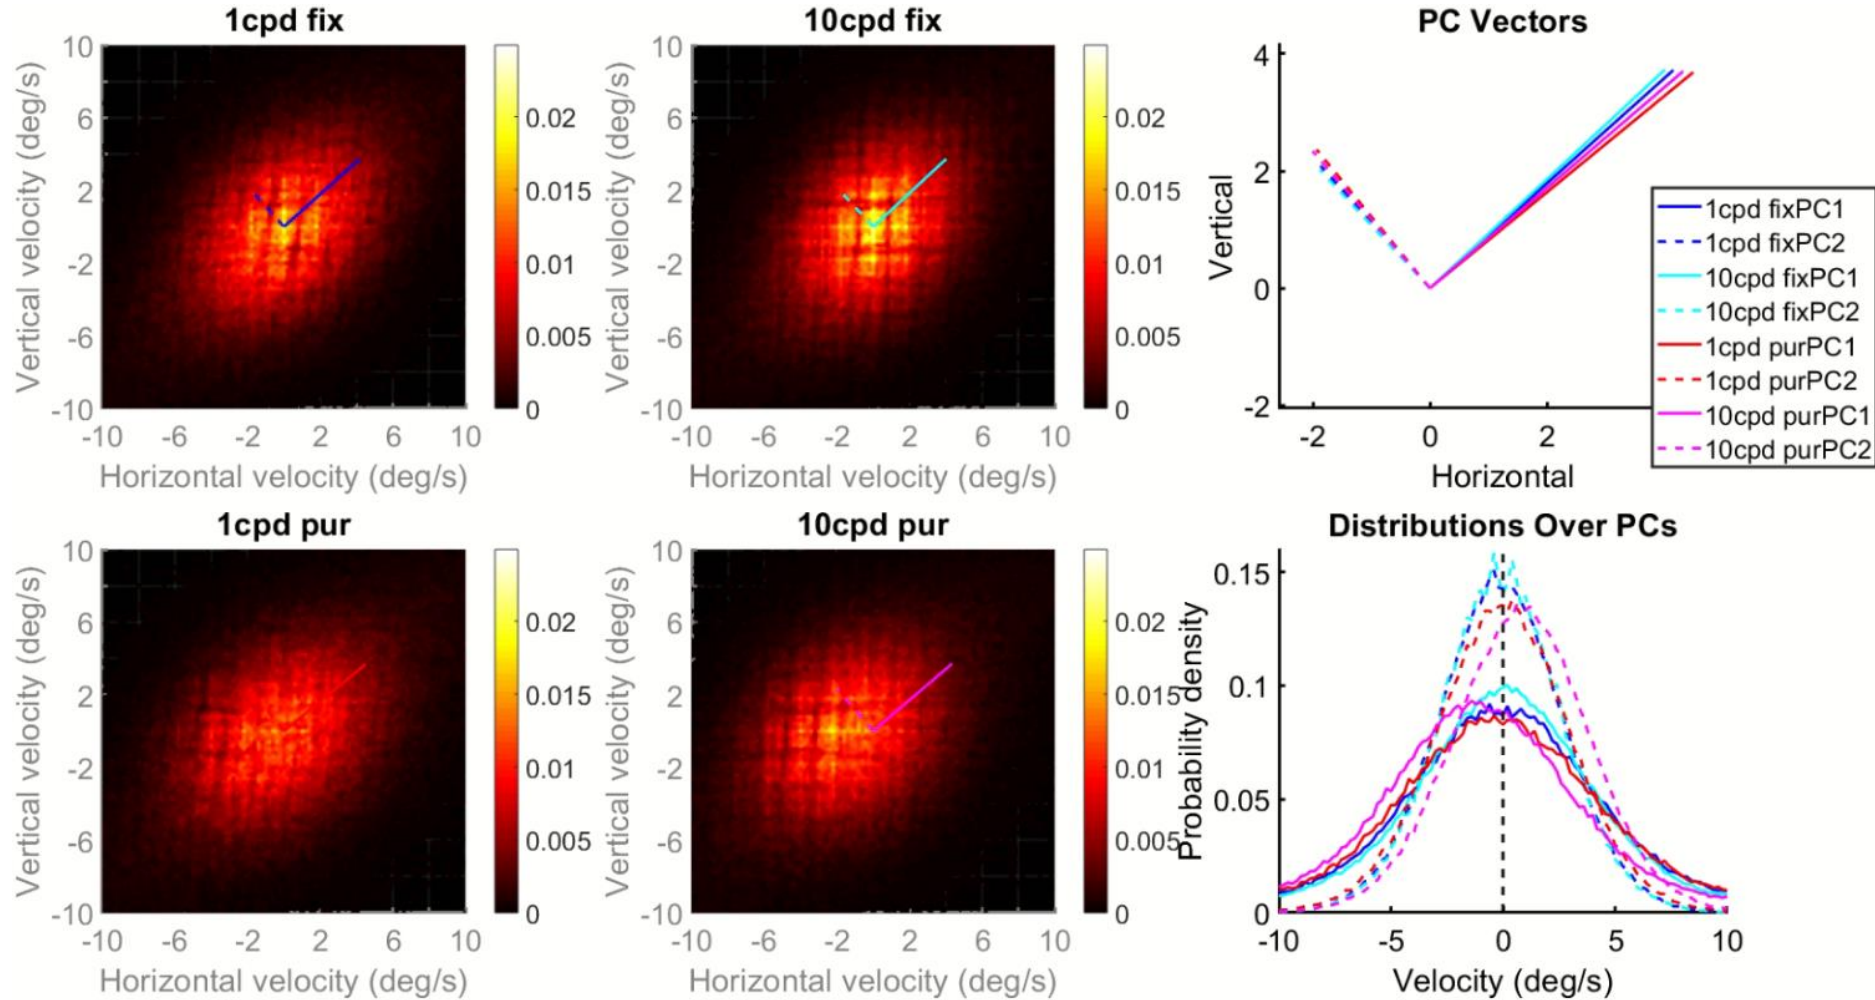 1cpd fix
10
6
2
-2
-6
-10
-10 -6 -2 2 6 10
Vertical velocity (deg/s)
Horizontal velocity (deg/s)
0.02
0.015
0.01
0.005
0
10cpd fix
10
6
2
-2
-6
-10
-10 -6 -2 2 6 10
Vertical velocity (deg/s)
Horizontal velocity (deg/s)
0.02
0.015
0.01
0.005
0
PC Vectors
4
2
0
-2
-2 0 2
Vertical
Horizontal
1cpd fixPC1
1cpd fixPC2
10cpd fixPC1
10cpd fixPC2
1cpd purPC1
1cpd purPC2
10cpd purPC1
10cpd purPC2
1cpd pur
10
6
2
-2
-6
-10
-10 -6 -2 2 6 10
Vertical velocity (deg/s)
Horizontal velocity (deg/s)
0.02
0.015
0.01
0.005
0
10cpd pur
10
6
2
-2
-6
-10
-10 -6 -2 2 6 10
Vertical velocity (deg/s)
Horizontal velocity (deg/s)
0.02
0.015
0.01
0.005
0
Distributions Over PCs
0.15
0.1
0.05
0
-10 -5 0 5 10
Probability density
Velocity (deg/s)